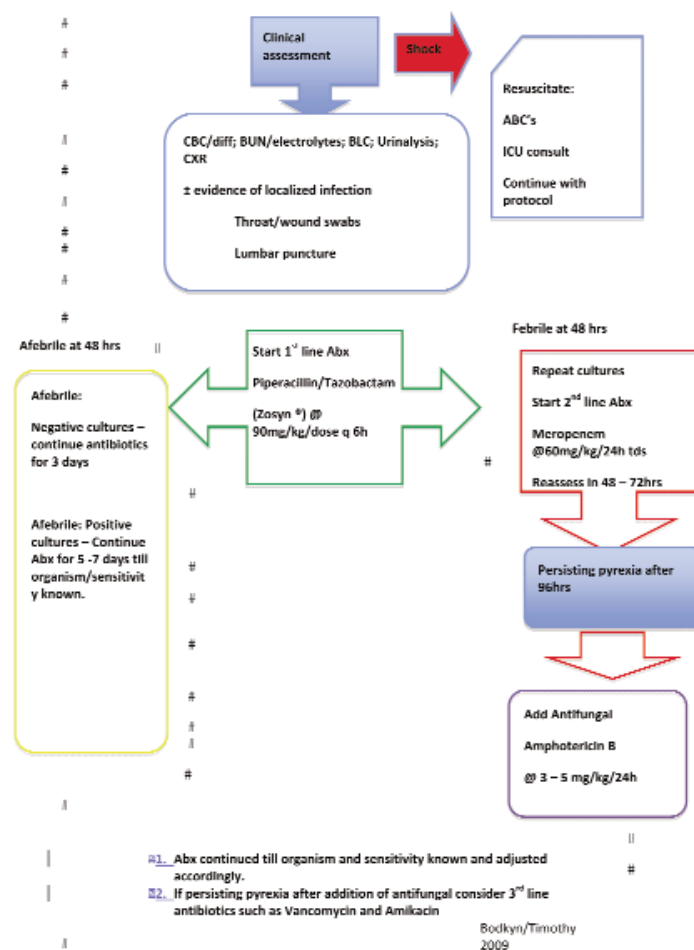 Clinical
assessment
Shock
Resuscitate:
ABC's
ICU consult
Continue with
protocol
CBC/diff; BUN/electrolytes; BLC; Urinalysis;
CXR
± evidence of localized infection
Throat/wound swabs
Lumbar puncture
Afebrile at 48 hrs
Febrile at 48 hrs
Start 1st line Abx
Piperacillin/Tazobactam
(Zosyn ®) @
90mg/kg/dose q 6h
Afebrile:
Negative cultures –
continue antibiotics
for 3 days
Afebrile: Positive
cultures – Continue
Abx for 5 -7 days till
organism/sensitivit
y known.
Repeat cultures
Start 2nd line Abx
Meropenem
@60mg/kg/24h tds
Reassess in 48 – 72hrs
Persisting pyrexia after
96hrs
Add Antifungal
Amphotericin B
@ 3 – 5 mg/kg/24h
1. Abx continued till organism and sensitivity known and adjusted
accordingly.
2. If persisting pyrexia after addition of antifungal consider 3rd line
antibiotics such as Vancomycin and Amikacin
Bodkyn/Timothy
2009